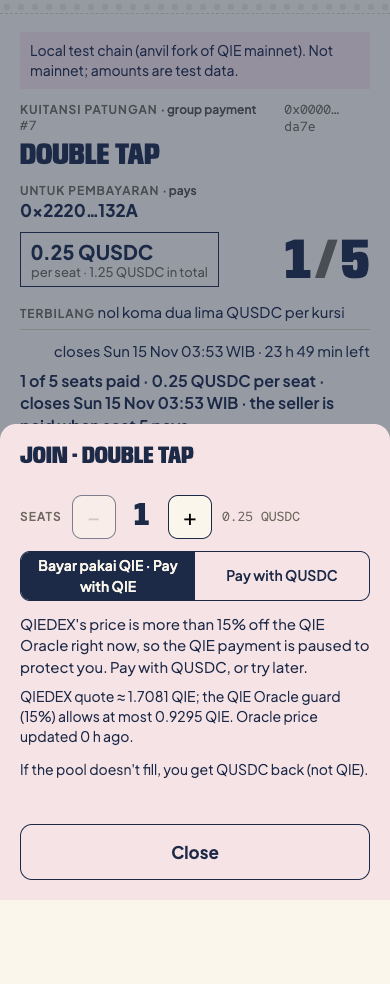 Local test chain (anvil fork of QIE mainnet). Not
mainnet; amounts are test data.
KUITANSI PATUNGAN · group payment
#7
0x0000…
da7e
DOUBLE TAP
UNTUK PEMBAYARAN · pays
0×2220…132A
0.25 QUSDC
per seat · 1.25 QUSDC in total
1/5
TERBILANG nol koma dua lima QUSDC per kursi
closes Sun 15 Nov 03:53 WIB · 23 h 49 min left
1 of 5 seats paid · 0.25 QUSDC per seat ·
closes Sun 15 Nov 03:53 WIB · the seller is
JOIN · DOUBLE TAP
SEATS − 1 + 0.25 QUSDC
Bayar pakai QIE · Pay
with QIE
Pay with QUSDC
QIEDEX's price is more than 15% off the QIE
Oracle right now, so the QIE payment is paused to
protect you. Pay with QUSDC, or try later.
QIEDEX quote ≈ 1.7081 QIE; the QIE Oracle guard
(15%) allows at most 0.9295 QIE. Oracle price
updated 0 h ago.
If the pool doesn't fill, you get QUSDC back (not QIE).
Close